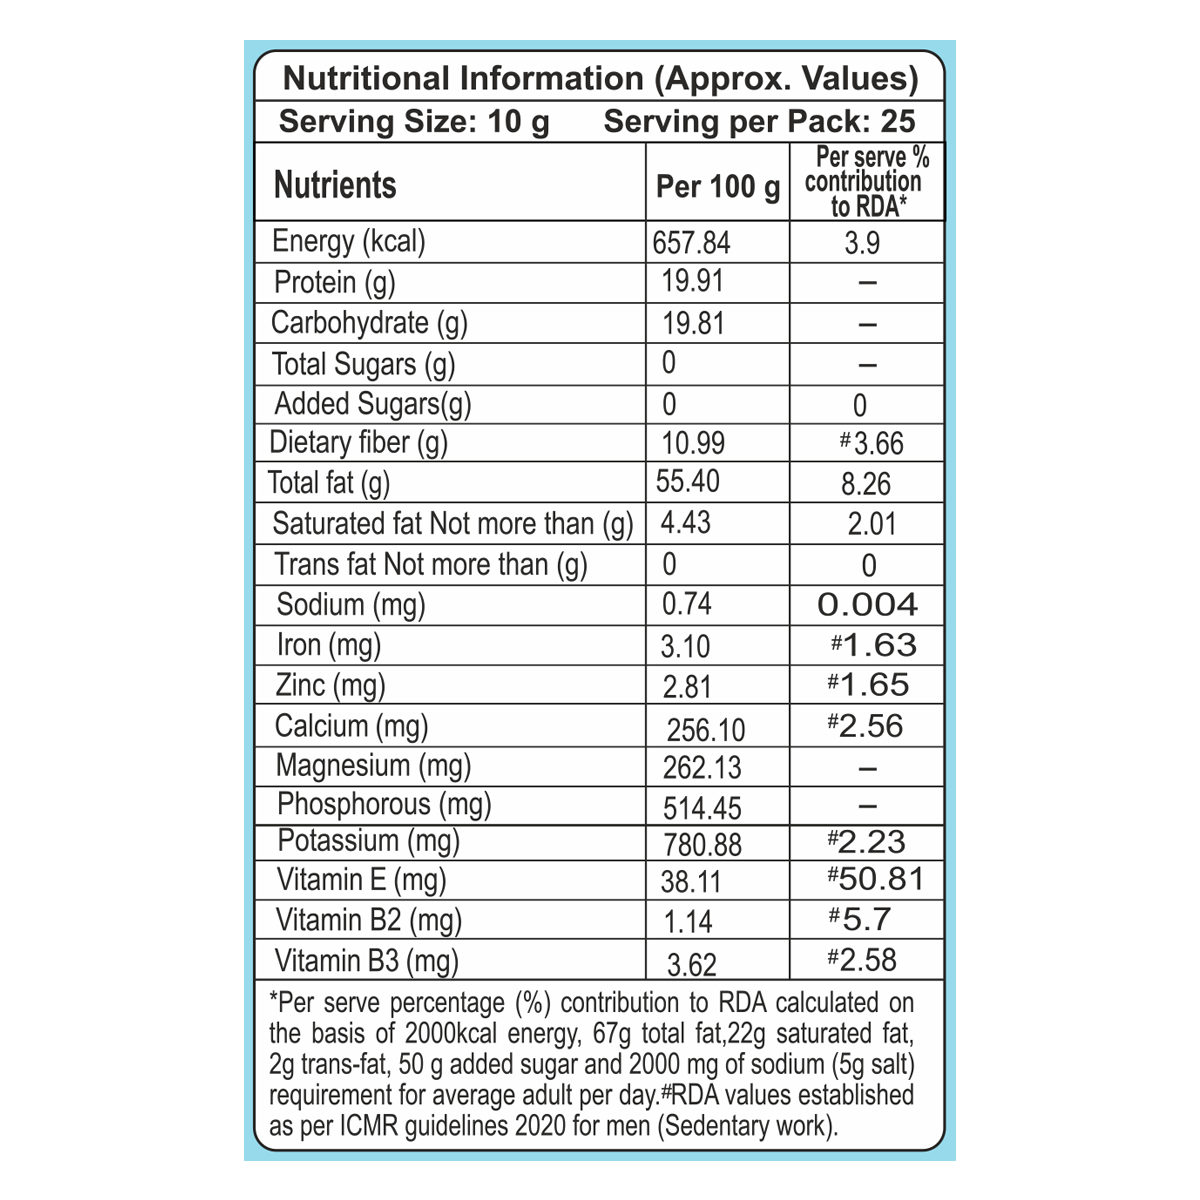 Nutritional Information (Approx. Values)
Serving Size: 10 g Serving per Pack: 25
Nutrients Per 100 g Per serve % contribution to RDA*
Energy (kcal) 657.84 3.9
Protein (g) 19.91 –
Carbohydrate (g) 19.81 –
Total Sugars (g) 0 –
Added Sugars(g) 0 0
Dietary fiber (g) 10.99 #3.66
Total fat (g) 55.40 8.26
Saturated fat Not more than (g) 4.43 2.01
Trans fat Not more than (g) 0 0
Sodium (mg) 0.74 0.004
Iron (mg) 3.10 #1.63
Zinc (mg) 2.81 #1.65
Calcium (mg) 256.10 #2.56
Magnesium (mg) 262.13 –
Phosphorous (mg) 514.45 –
Potassium (mg) 780.88 #2.23
Vitamin E (mg) 38.11 #50.81
Vitamin B2 (mg) 1.14 #5.7
Vitamin B3 (mg) 3.62 #2.58
*Per serve percentage (%) contribution to RDA calculated on
the basis of 2000kcal energy, 67g total fat,22g saturated fat,
2g trans-fat, 50 g added sugar and 2000 mg of sodium (5g salt)
requirement for average adult per day.#RDA values established
as per ICMR guidelines 2020 for men (Sedentary work).